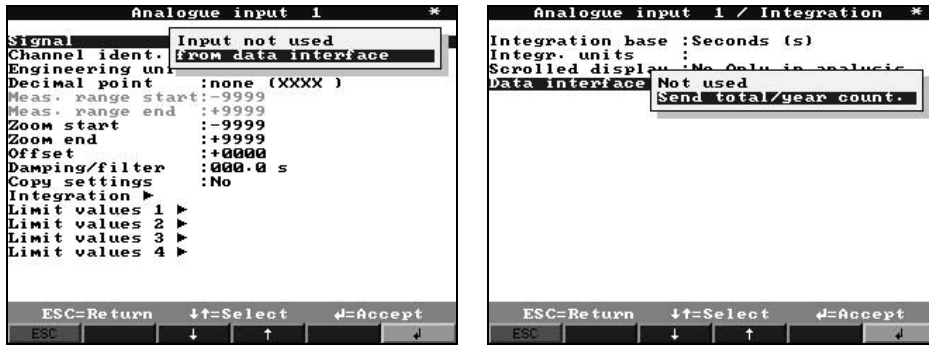 Analogue input 1 *
Signal Input not used
Channel ident. from data interface
Engineering uni
Decimal point :none (XXXX )
Meas. range start:-9999
Meas. range end :+9999
Zoom start :-9999
Zoom end :+9999
Offset :+0000
Damping/filter :000.0 s
Copy settings :No
Integration ►
Limit values 1 ►
Limit values 2 ►
Limit values 3 ►
Limit values 4 ►
ESC=Return ↓↑=Select ↲=Accept
ESC ↓ ↑ ↲
Analogue input 1 / Integration *
Integration base :Seconds (s)
Integr. units :
Scrolled display :No Only in analysis
Data interface Not used
Send total/year count.
ESC=Return ↓↑=Select ↲=Accept
ESC ↓ ↑ ↲